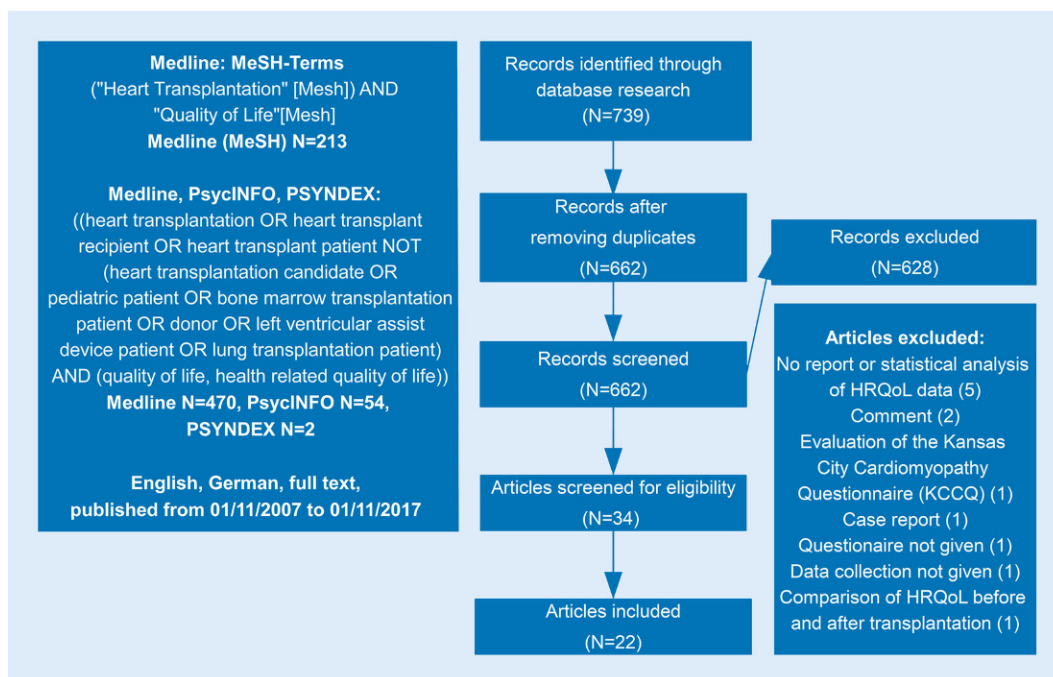 Medline: MeSH-Terms
("Heart Transplantation" [Mesh]) AND
"Quality of Life"[Mesh]
Medline (MeSH) N=213
Medline, PsycINFO, PSYNDEX:
((heart transplantation OR heart transplant
recipient OR heart transplant patient NOT
(heart transplantation candidate OR
pediatric patient OR bone marrow transplantation
patient OR donor OR left ventricular assist
device patient OR lung transplantation patient)
AND (quality of life, health related quality of life))
Medline N=470, PsycINFO N=54,
PSYNDEX N=2
English, German, full text,
published from 01/11/2007 to 01/11/2017
Records identified through
database research
(N=739)
Records after
removing duplicates
(N=662)
Records screened
(N=662)
Articles screened for eligibility
(N=34)
Articles included
(N=22)
Records excluded
(N=628)
Articles excluded:
No report or statistical analysis
of HRQoL data (5)
Comment (2)
Evaluation of the Kansas
City Cardiomyopathy
Questionnaire (KCCQ) (1)
Case report (1)
Questionaire not given (1)
Data collection not given (1)
Comparison of HRQoL before
and after transplantation (1)